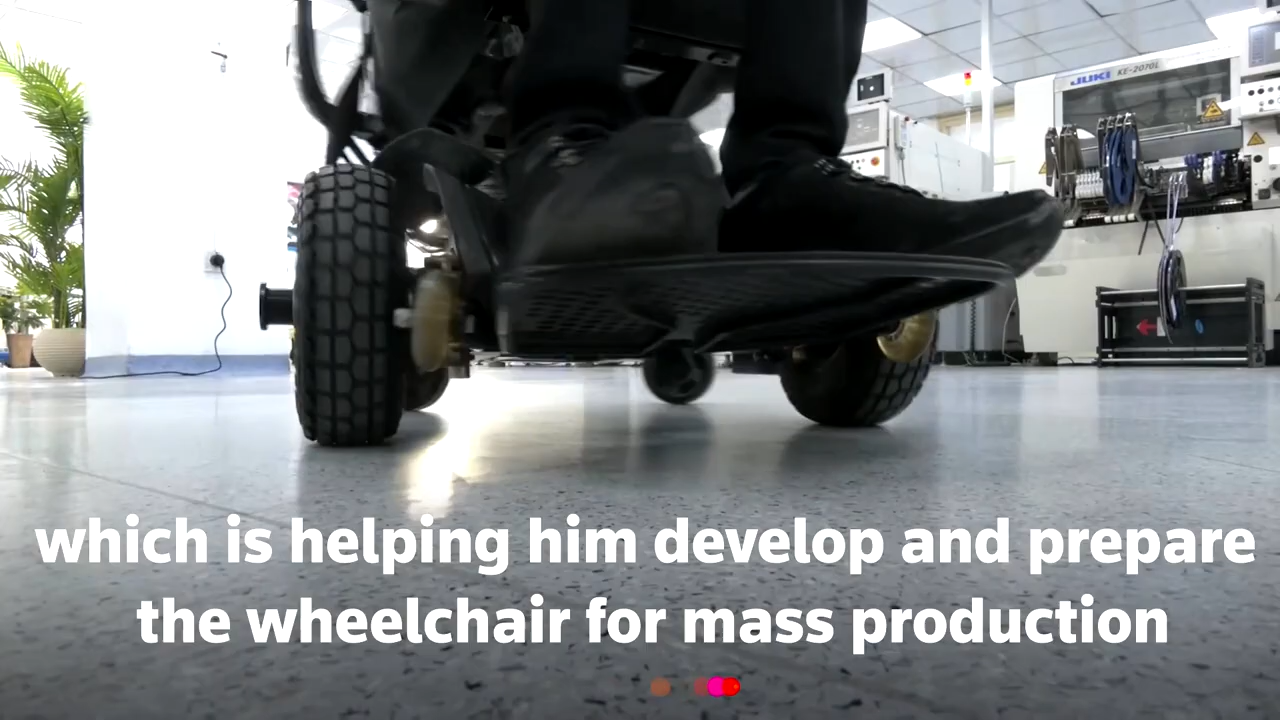 JUKI KE-2070L
which is helping him develop and prepare
the wheelchair for mass production